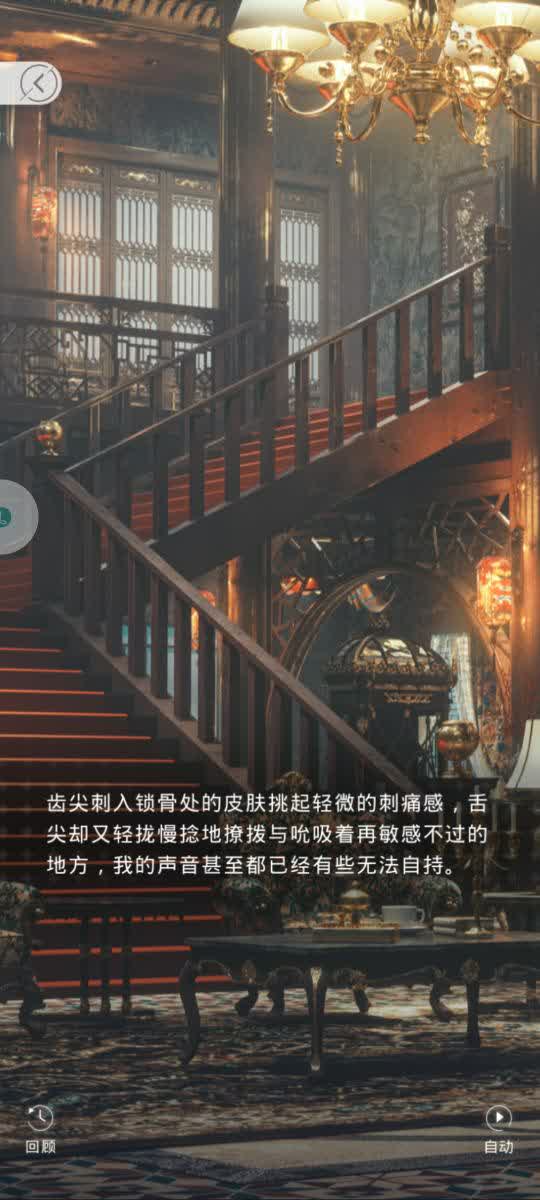 齿尖刺入锁骨处的皮肤挑起轻微的刺痛感，舌
尖却又轻拢慢捻地撩拨与吮吸着再敏感不过的
地方，我的声音甚至都已经有些无法自持。
回顾
自动